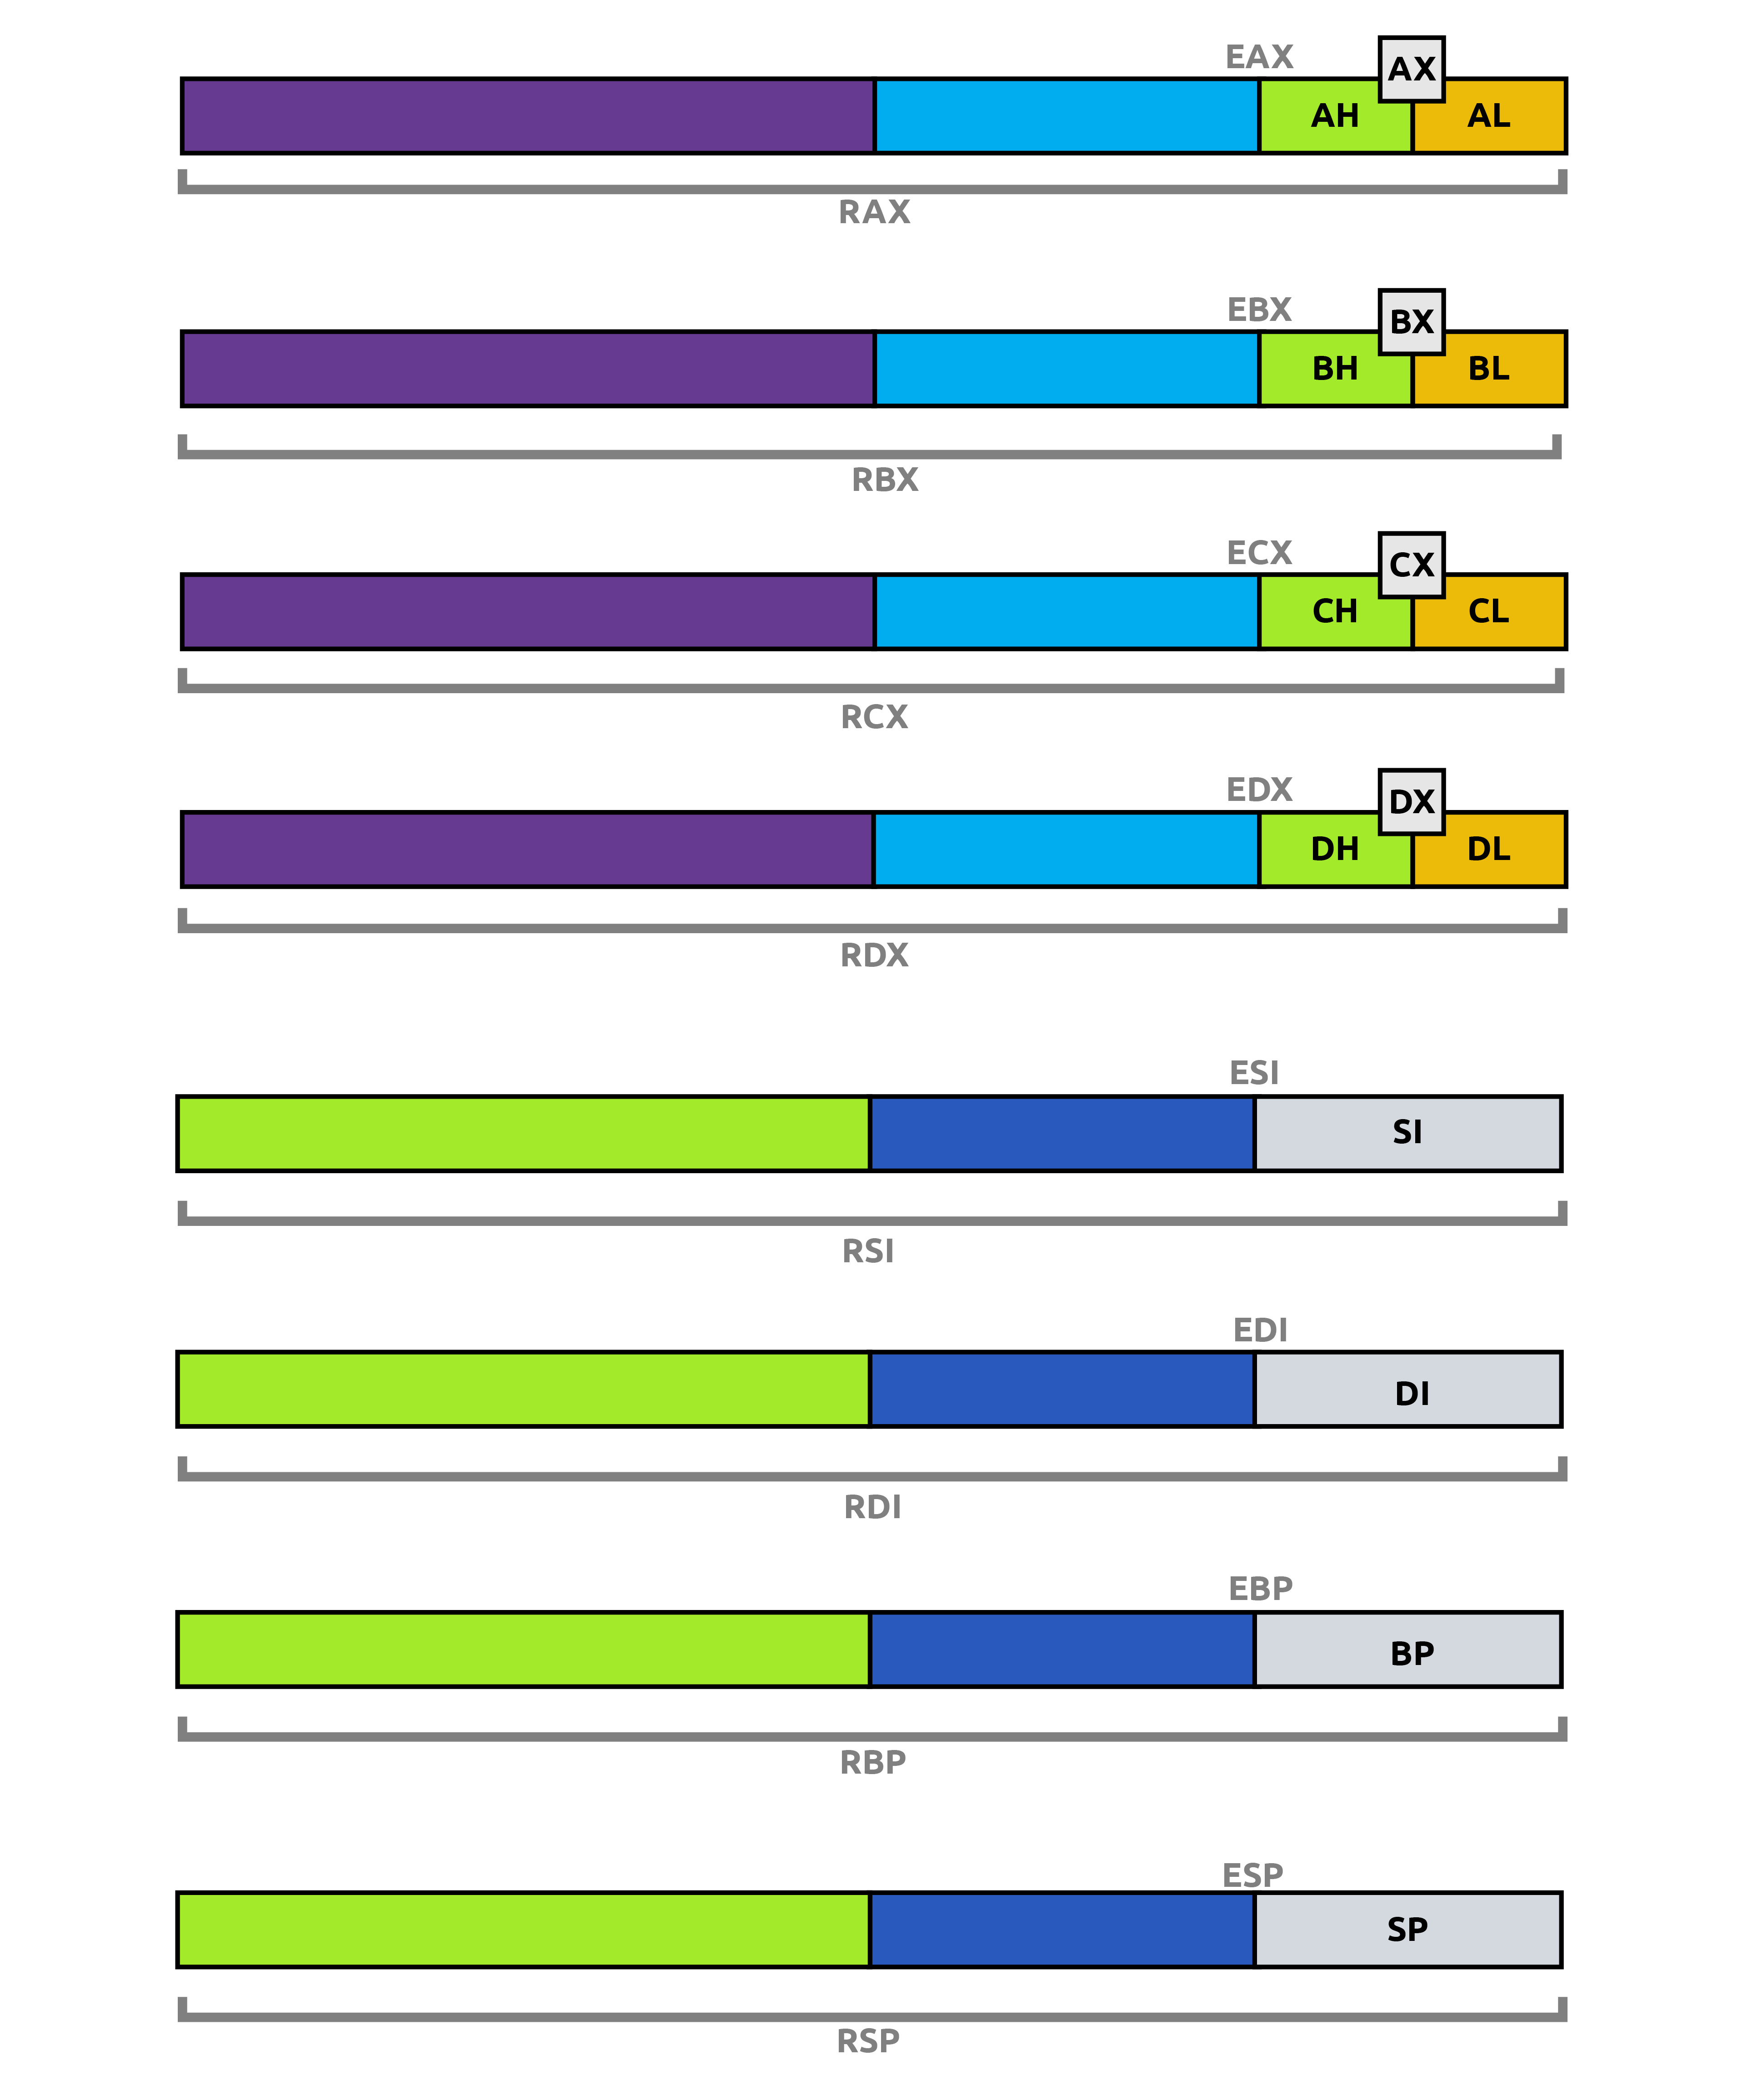 EAX
AX
AH
AL
RAX
EBX
BX
BH
BL
RBX
ECX
CX
CH
CL
RCX
EDX
DX
DH
DL
RDX
ESI
SI
RSI
EDI
DI
RDI
EBP
BP
RBP
ESP
SP
RSP